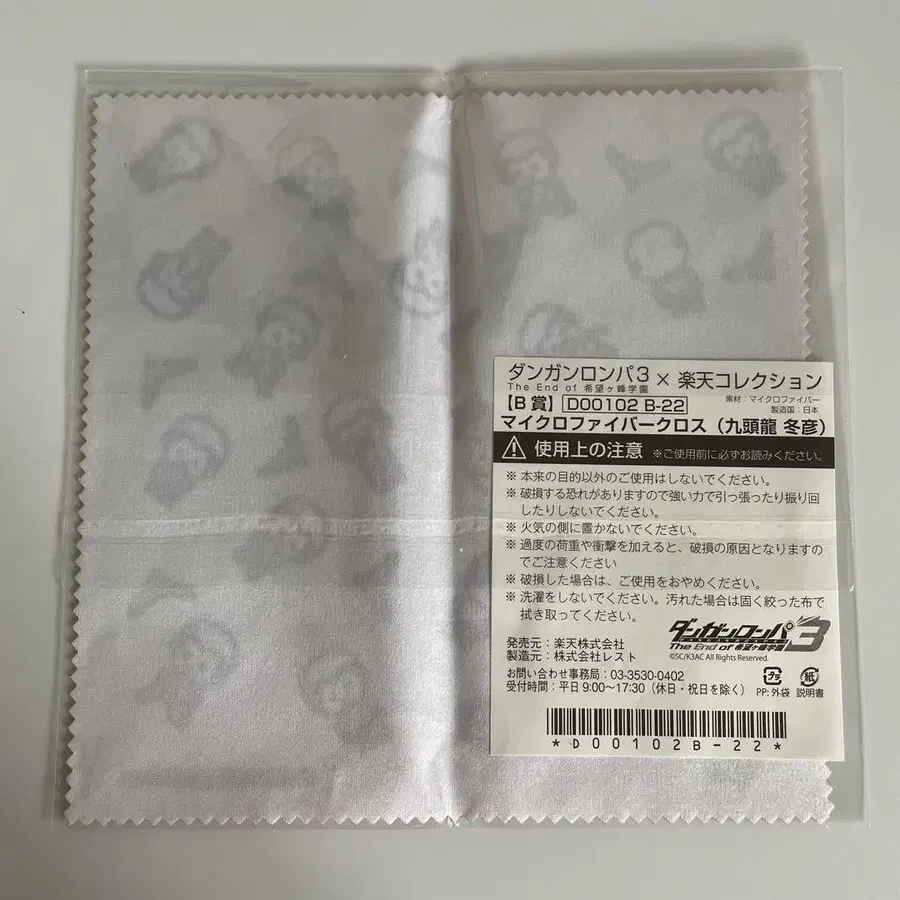 ダンガンロンパ3 × 楽天コレクション
The End of 希望ヶ峰学園
素材：マイクロファイバー
【B 賞】 D00102 B-22
製造国：日本
マイクロファイバークロス（九頭龍 冬彦）
使用上の注意 ※ご使用前に必ずお読みください。
※ 本来の目的以外のご使用はしないでください。
※ 破損する恐れがありますので強い力で引っ張ったり振り回
したりしないでください。
※ 火気の側に置かないでください。
※ 過度の荷重や衝撃を加えると、破損の原因となりますの
でご注意ください
※ 破損した場合は、ご使用をおやめください。
※ 洗濯をしないでください。汚れた場合は固く絞った布で
拭き取ってください。
ダンガンロンパ3
The End of 希望ヶ峰学園
©SC/K3AC All Rights Reserved.
発売元：楽天株式会社
製造元：株式会社レスト
お問い合わせ事務局：03-3530-0402
受付時間：平日 9:00〜17:30（休日・祝日を除く）
プラ 紙
PP: 外袋 説明書
*D00102B-22*